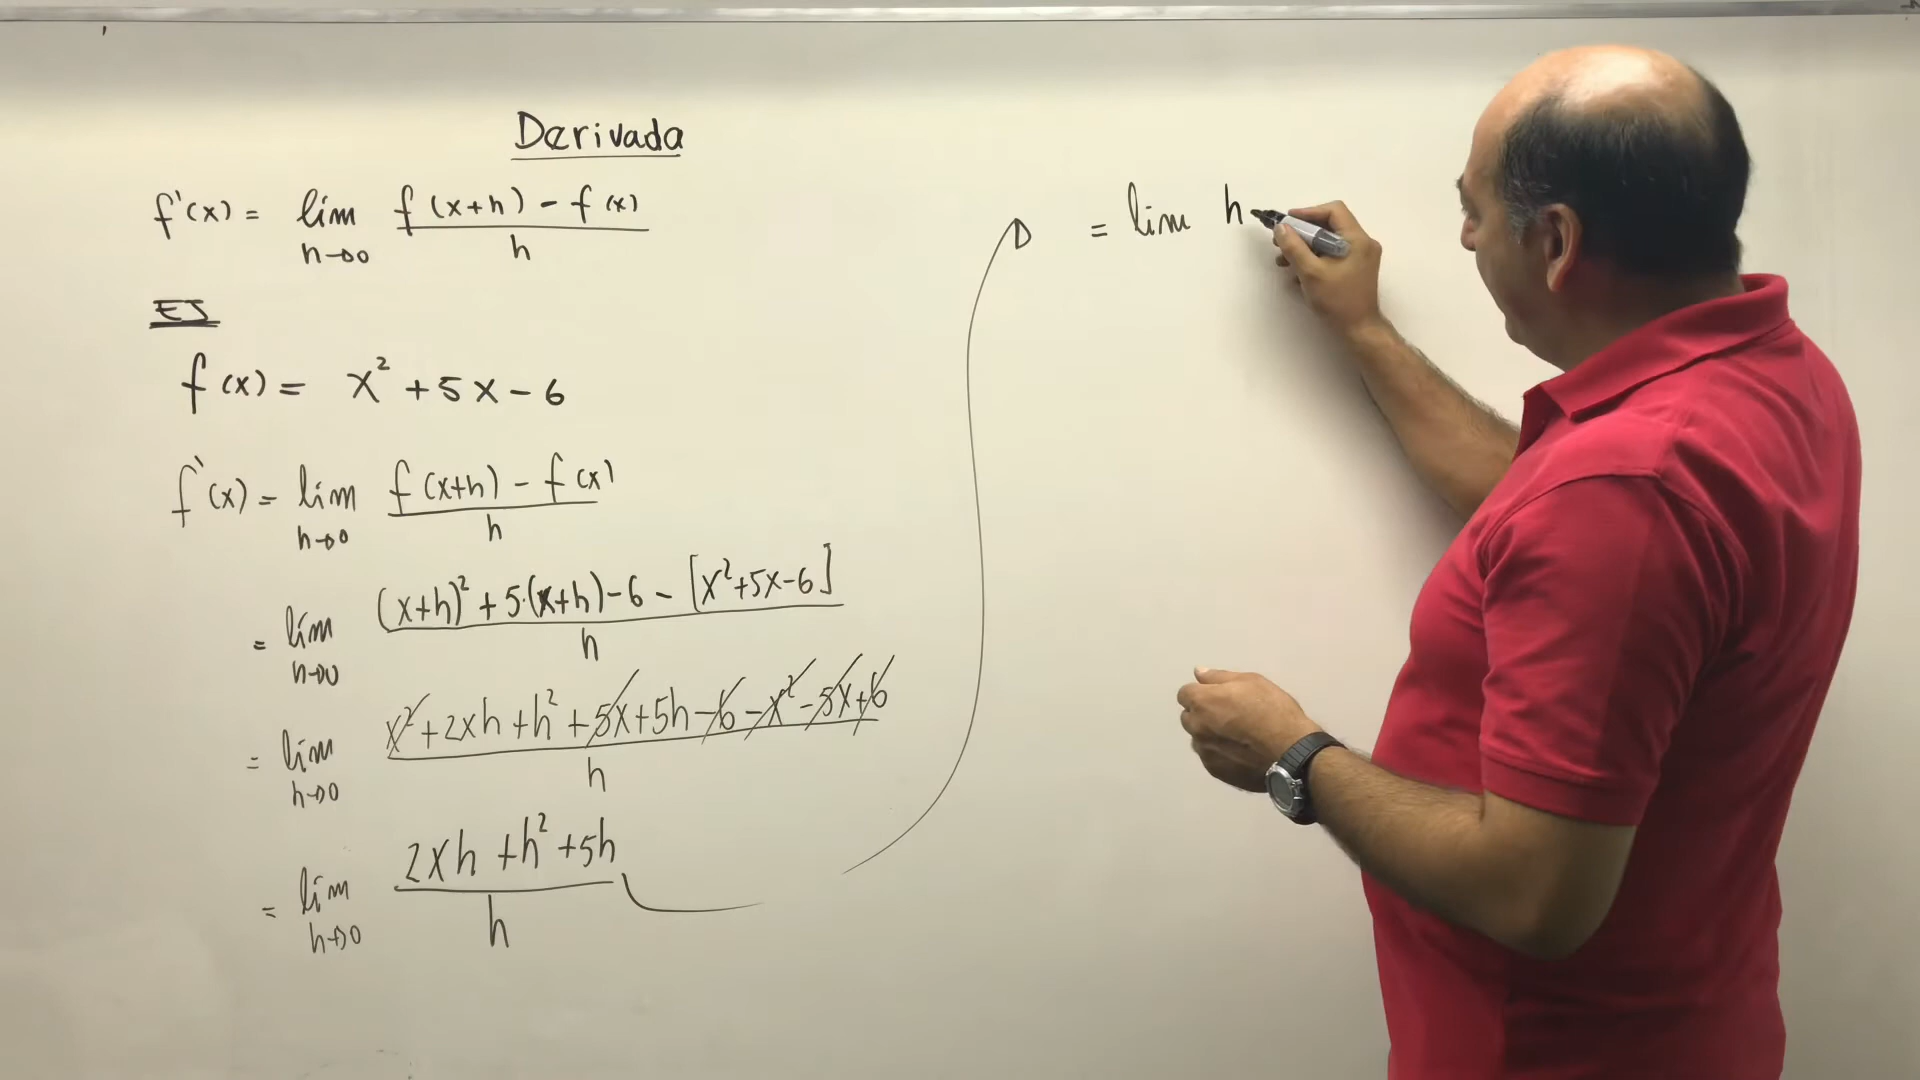 Derivada
f'(x) = lim f(x+h) - f(x)
h→0 h
EJ
f(x) = x² + 5x - 6
f'(x) = lim f(x+h) - f(x)
h→0 h
= lim (x+h)² + 5·(x+h) - 6 - [x²+5x-6]
h→0 h
= lim x² + 2xh + h² + 5x + 5h - 6 - x² - 5x + 6
h→0 h
= lim 2xh + h² + 5h
h→0 h
= lim h